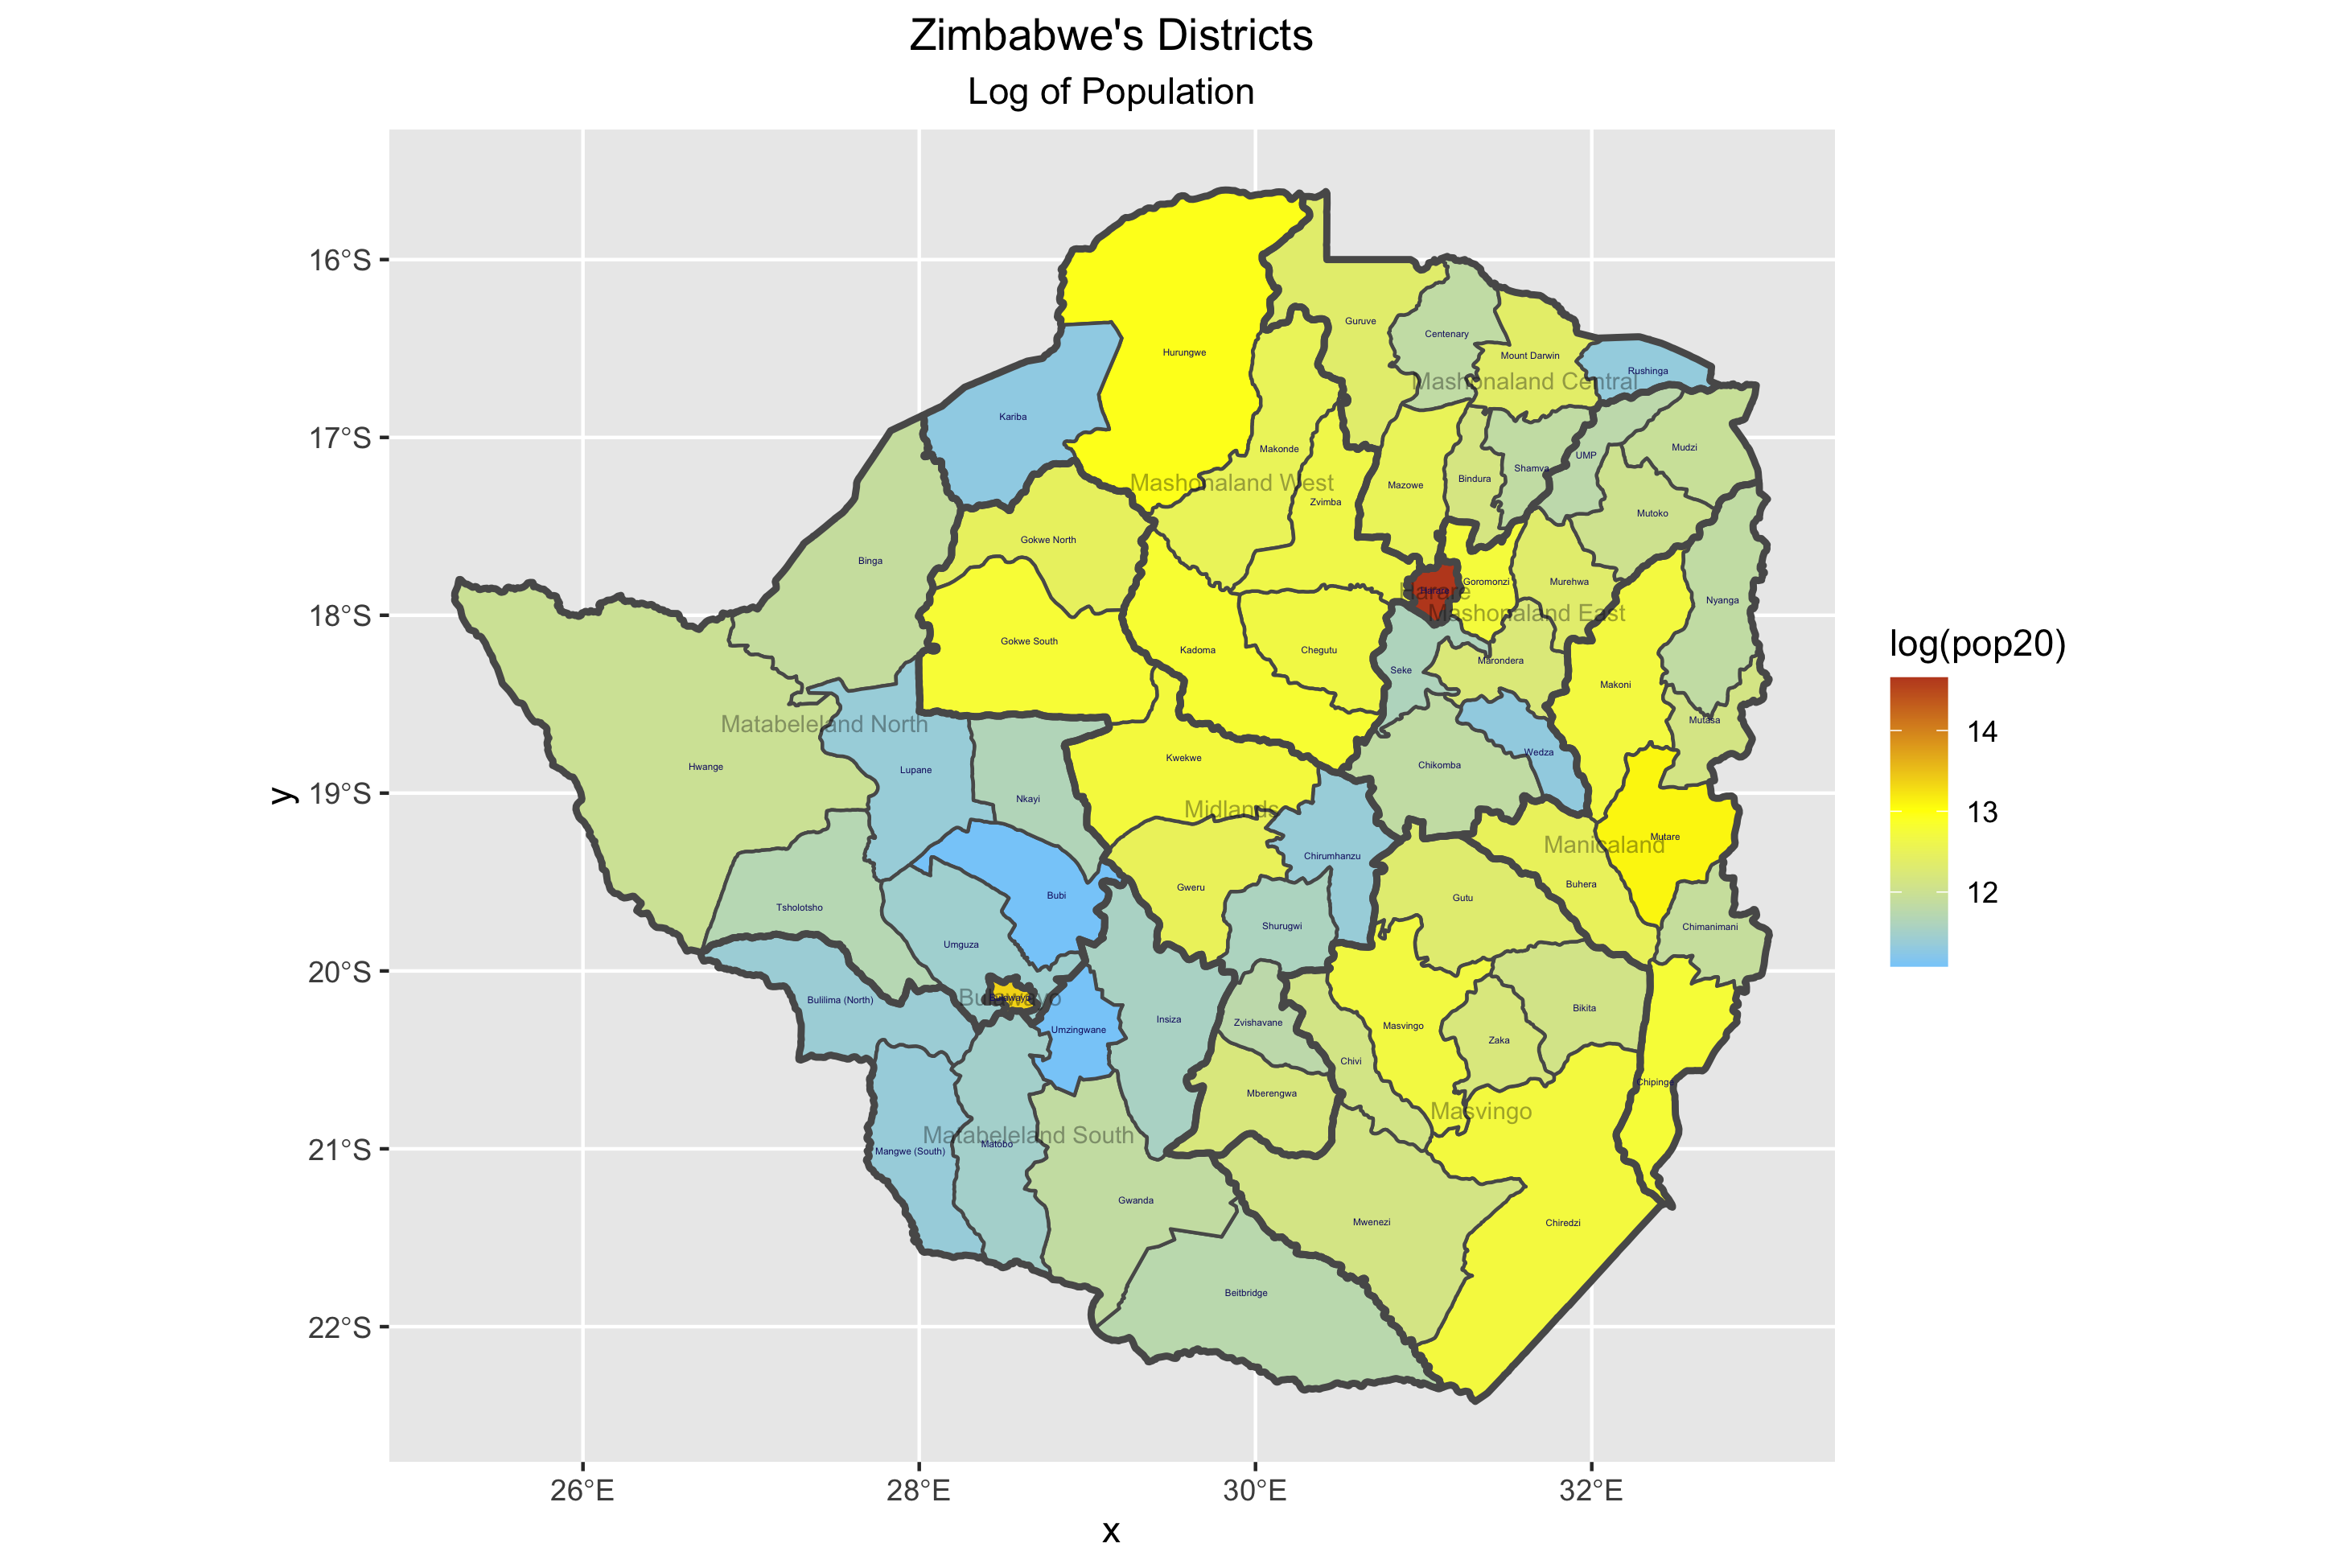 Zimbabwe's Districts
Log of Population
16°S
17°S
18°S
19°S
20°S
21°S
22°S
26°E
28°E
30°E
32°E
x
y
log(pop20)
14
13
12
Mashonaland Central
Mashonaland West
Harare
Mashonaland East
Matabeleland North
Midlands
Manicaland
Bulawayo
Masvingo
Matabeleland South
Guruve
Centenary
Hurungwe
Mount Darwin
Rushinga
Kariba
Makonde
Mudzi
UMP
Shamva
Bindura
Mazowe
Zvimba
Mutoko
Gokwe North
Binga
Goromonzi
Murehwa
Harare
Nyanga
Gokwe South
Kadoma
Chegutu
Marondera
Seke
Makoni
Mutasa
Wedza
Kwekwe
Chikomba
Hwange
Lupane
Nkayi
Mutare
Chirumhanzu
Buhera
Gweru
Bubi
Gutu
Tsholotsho
Shurugwi
Chimanimani
Umguza
Bulawayo
Bulilima (North)
Bikita
Insiza
Zvishavane
Masvingo
Umzingwane
Zaka
Chivi
Chipinge
Mberengwa
Matobo
Mangwe (South)
Gwanda
Mwenezi
Chiredzi
Beitbridge